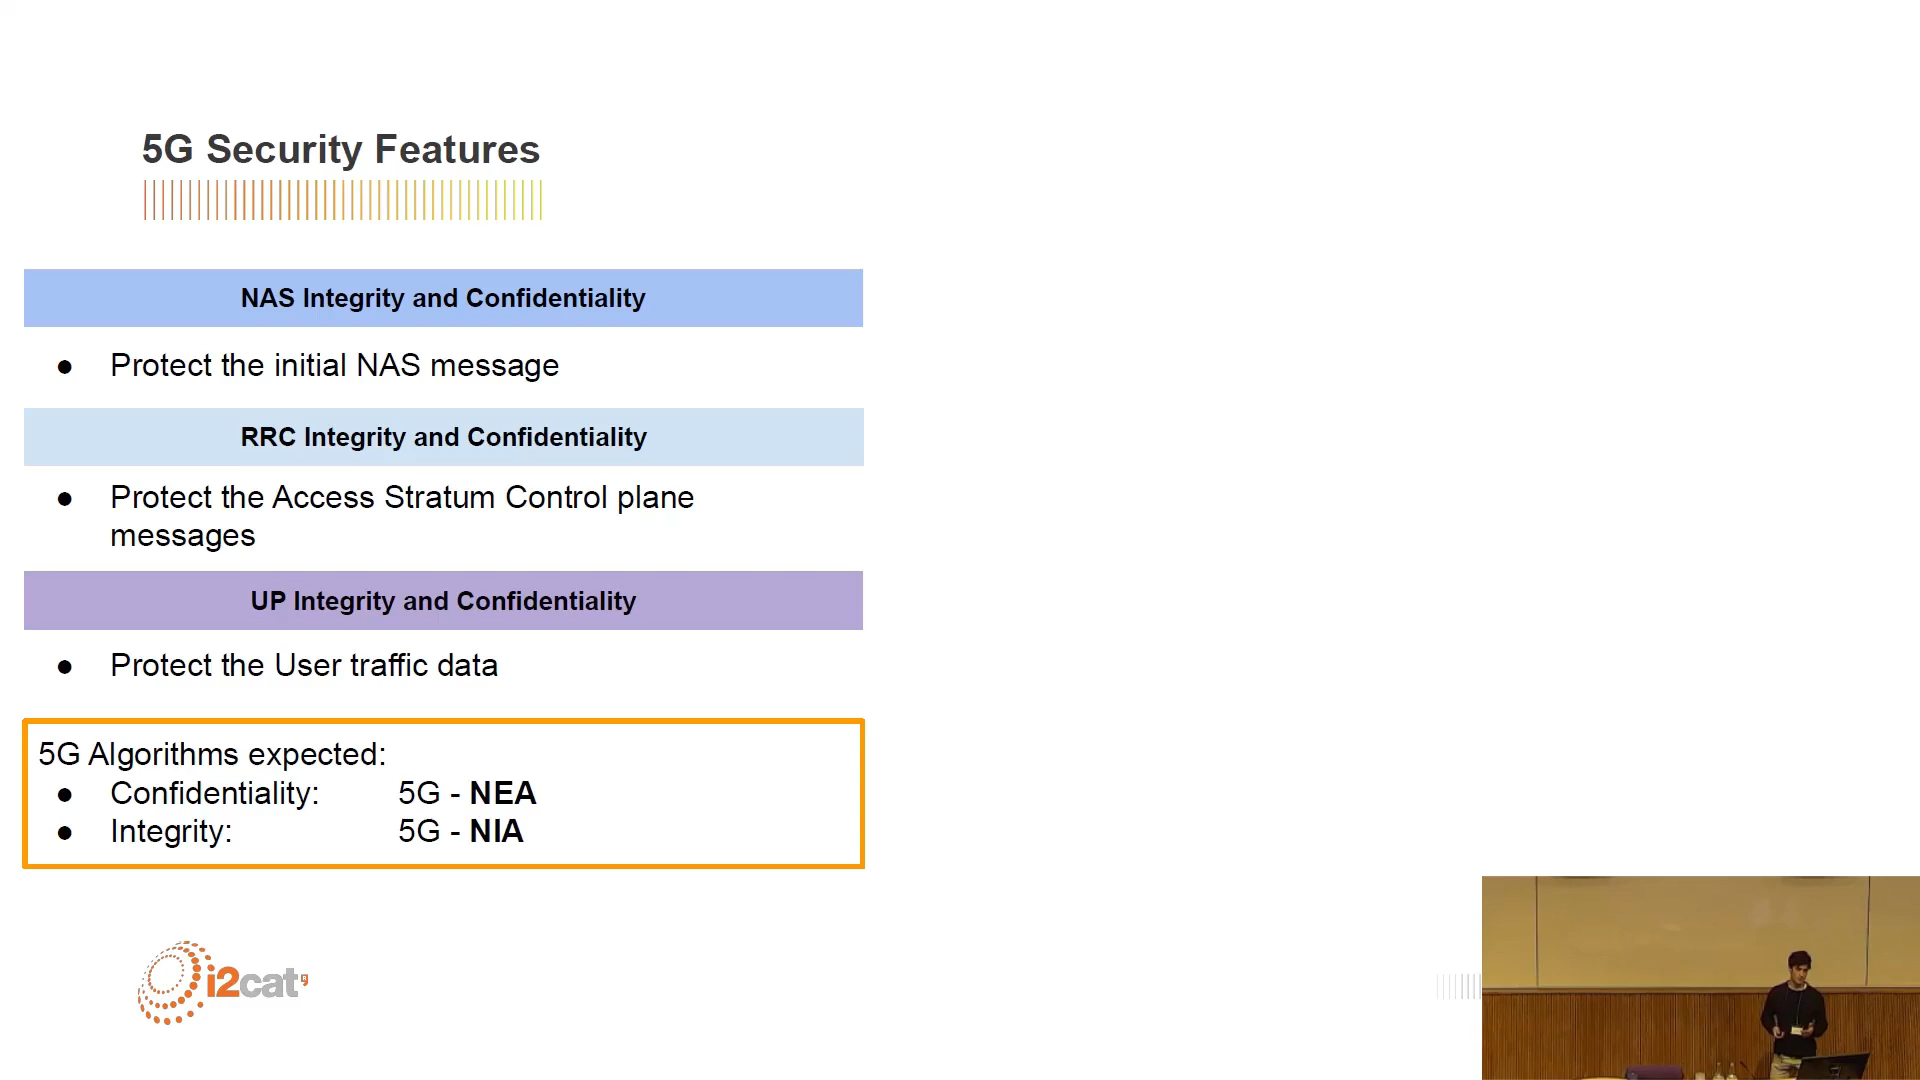 5G Security Features
NAS Integrity and Confidentiality
● Protect the initial NAS message
RRC Integrity and Confidentiality
● Protect the Access Stratum Control plane
messages
UP Integrity and Confidentiality
● Protect the User traffic data
5G Algorithms expected:
● Confidentiality: 5G - NEA
● Integrity: 5G - NIA
i2cat